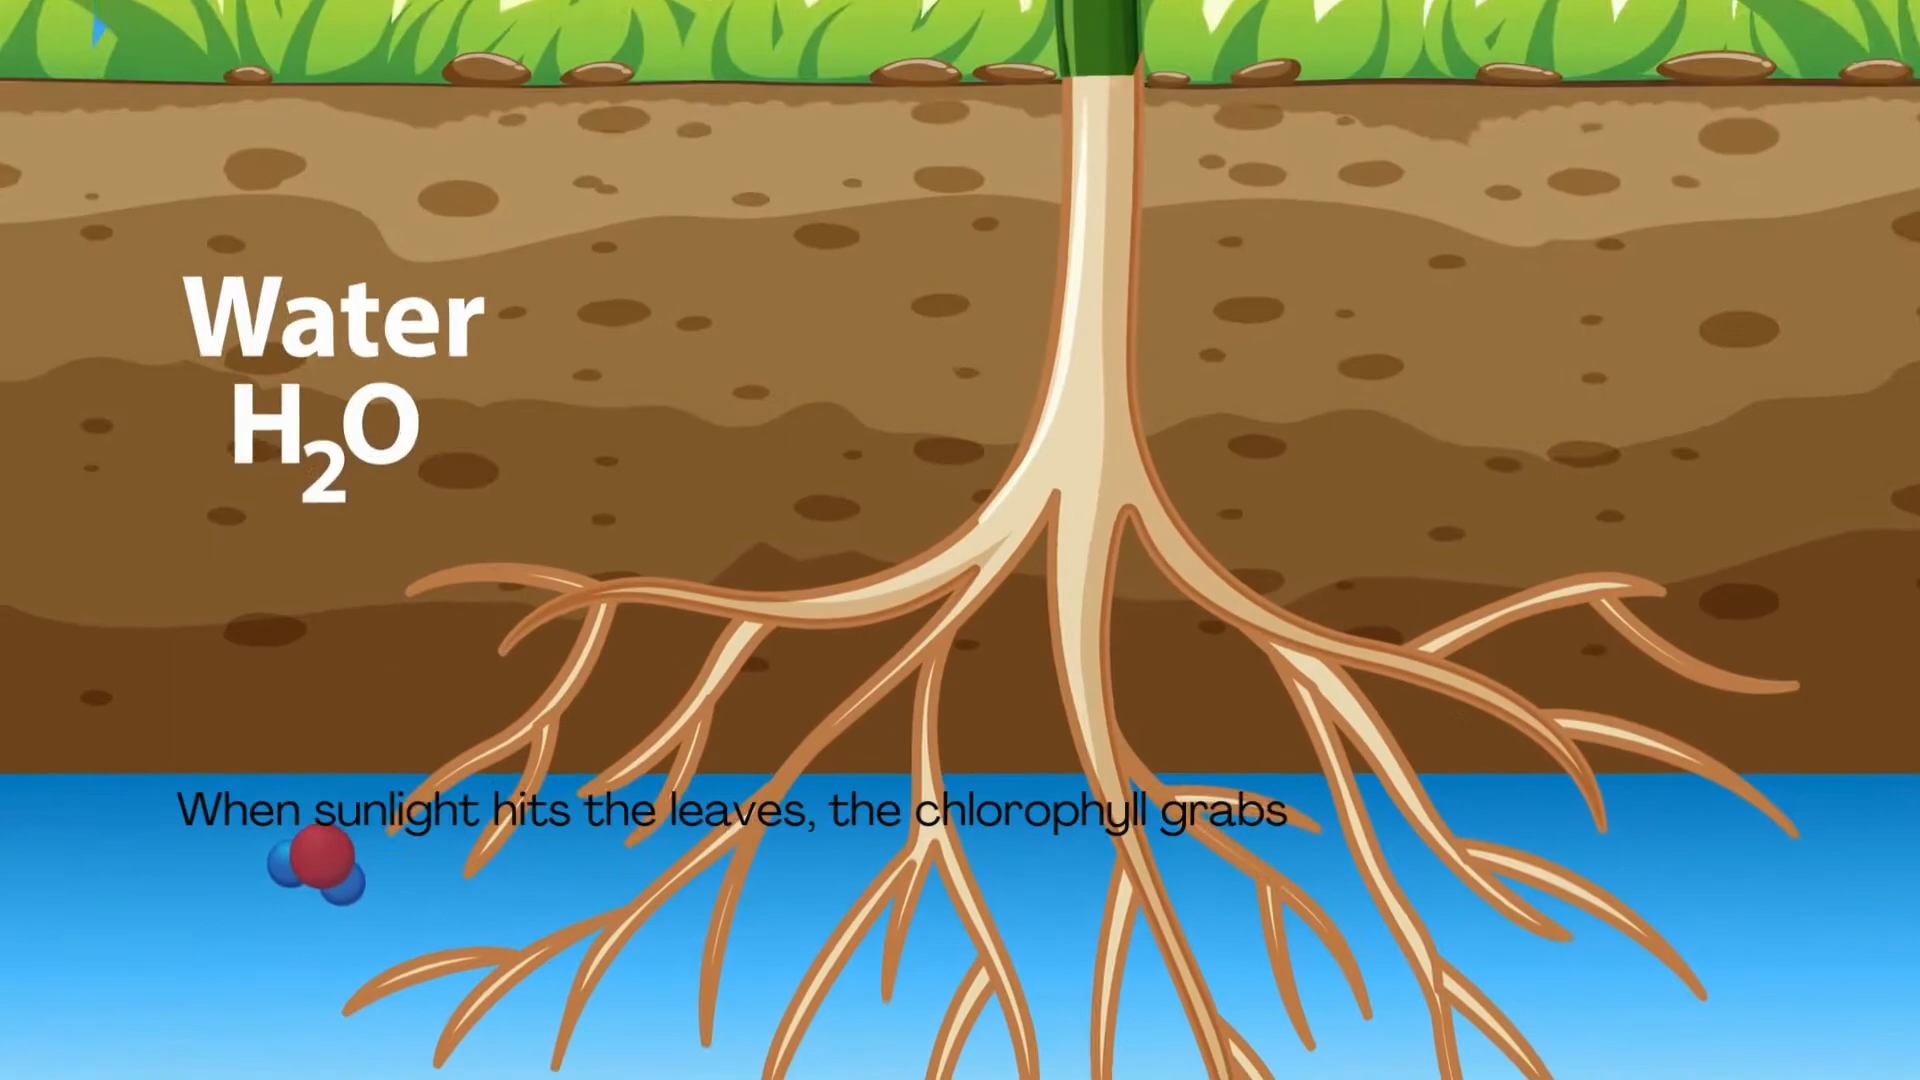 Water
H₂O
When sunlight hits the leaves, the chlorophyll grabs